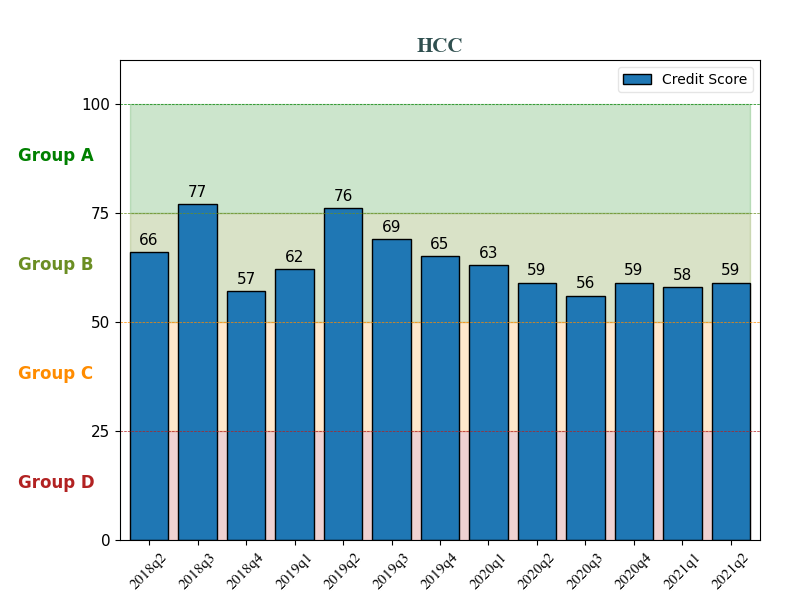 HCC
Credit Score
100
75
50
25
0
Group A
Group B
Group C
Group D
66
77
57
62
76
69
65
63
59
56
59
58
59
2018q2
2018q3
2018q4
2019q1
2019q2
2019q3
2019q4
2020q1
2020q2
2020q3
2020q4
2021q1
2021q2